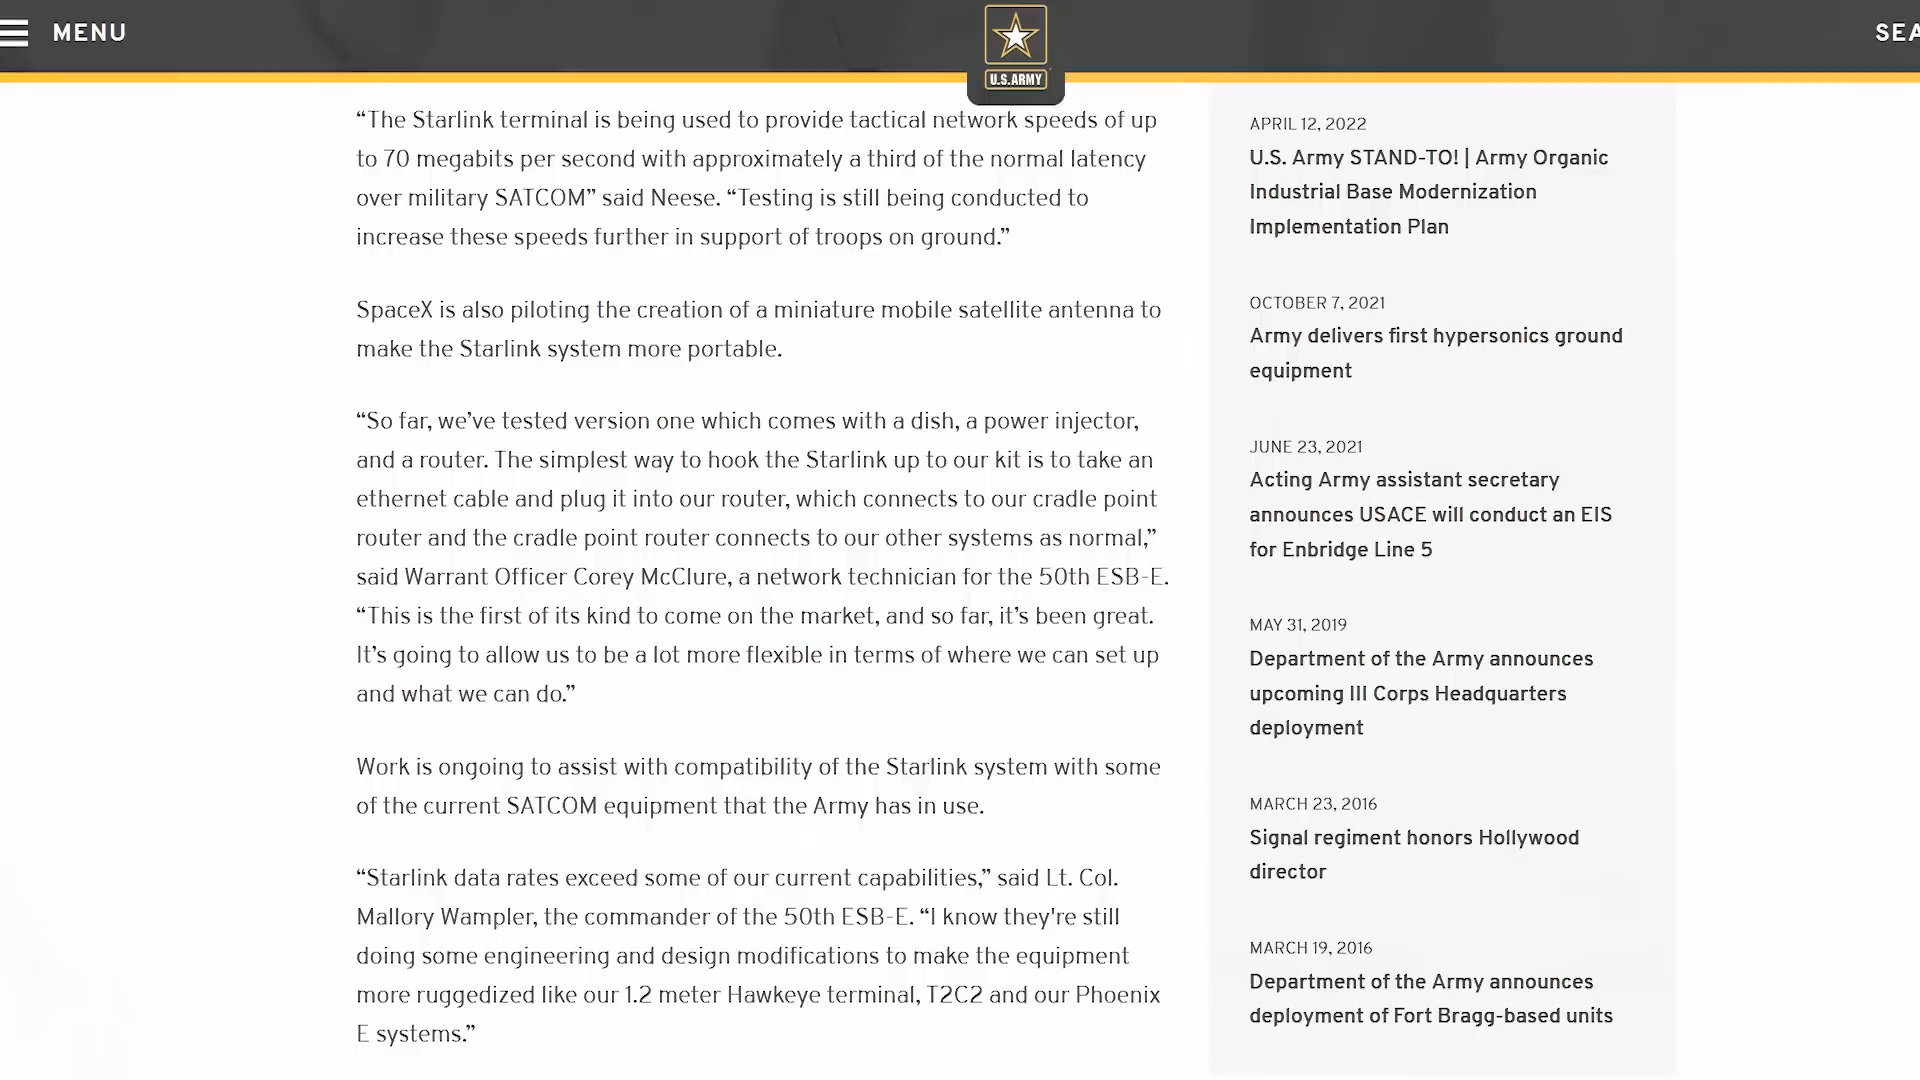 MENU
U.S.ARMY
SEA
“The Starlink terminal is being used to provide tactical network speeds of up
to 70 megabits per second with approximately a third of the normal latency
over military SATCOM” said Neese. “Testing is still being conducted to
increase these speeds further in support of troops on ground.”
SpaceX is also piloting the creation of a miniature mobile satellite antenna to
make the Starlink system more portable.
“So far, we’ve tested version one which comes with a dish, a power injector,
and a router. The simplest way to hook the Starlink up to our kit is to take an
ethernet cable and plug it into our router, which connects to our cradle point
router and the cradle point router connects to our other systems as normal,”
said Warrant Officer Corey McClure, a network technician for the 50th ESB-E.
“This is the first of its kind to come on the market, and so far, it’s been great.
It’s going to allow us to be a lot more flexible in terms of where we can set up
and what we can do.”
Work is ongoing to assist with compatibility of the Starlink system with some
of the current SATCOM equipment that the Army has in use.
“Starlink data rates exceed some of our current capabilities,” said Lt. Col.
Mallory Wampler, the commander of the 50th ESB-E. “I know they're still
doing some engineering and design modifications to make the equipment
more ruggedized like our 1.2 meter Hawkeye terminal, T2C2 and our Phoenix
E systems.”
APRIL 12, 2022
U.S. Army STAND-TO! | Army Organic
Industrial Base Modernization
Implementation Plan
OCTOBER 7, 2021
Army delivers first hypersonics ground
equipment
JUNE 23, 2021
Acting Army assistant secretary
announces USACE will conduct an EIS
for Enbridge Line 5
MAY 31, 2019
Department of the Army announces
upcoming III Corps Headquarters
deployment
MARCH 23, 2016
Signal regiment honors Hollywood
director
MARCH 19, 2016
Department of the Army announces
deployment of Fort Bragg-based units